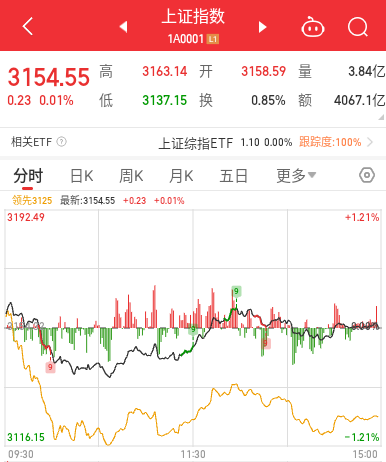 上证指数
1A0001 L1
3154.55 高 3163.14 开 3158.59 量 3.84亿
0.23 0.01% 低 3137.15 换 0.85% 额 4067.1亿
相关ETF ? 上证综指ETF 1.10 0.00% 跟踪度:100%
分时 日K 周K 月K 五日 更多
领先3125 最新:3154.55 +0.23 +0.01%
3192.49 +1.21%
9
9
9
8
3116.15 -1.21%
09:30 11:30 15:00